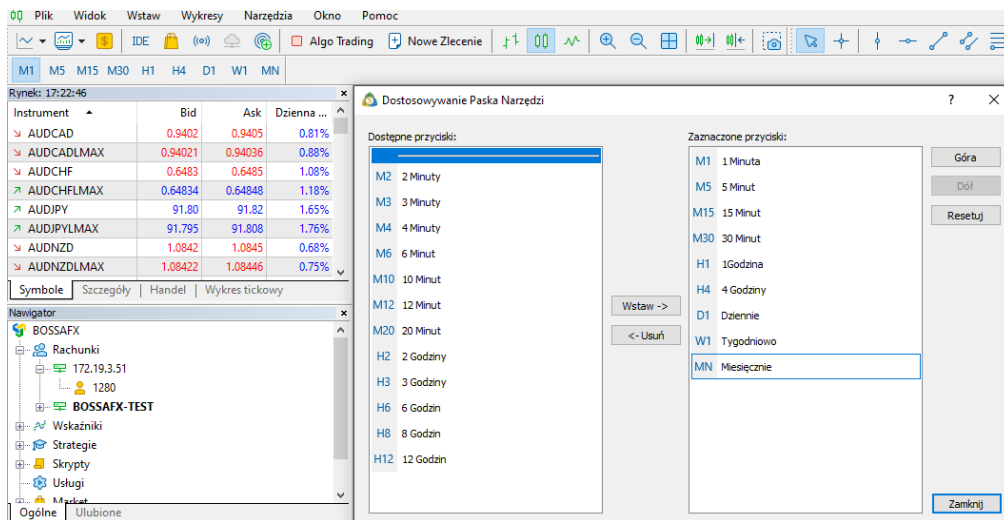 Plik Widok Wstaw Wykresy Narzędzia Okno Pomoc
IDE Algo Trading Nowe Zlecenie
M1 M5 M15 M30 H1 H4 D1 W1 MN
Rynek: 17:22:46
Instrument Bid Ask Dzienna ...
AUDCAD 0.9402 0.9405 0.81%
AUDCADLMAX 0.94021 0.94036 0.88%
AUDCHF 0.6483 0.6485 1.08%
AUDCHFLMAX 0.64834 0.64848 1.18%
AUDJPY 91.80 91.82 1.65%
AUDJPYLMAX 91.795 91.808 1.76%
AUDNZD 1.0842 1.0845 0.68%
AUDNZDLMAX 1.08422 1.08446 0.75%
Symbole Szczegóły Handel Wykres tickowy
Nawigator
BOSSAFX
Rachunki
172.19.3.51
1280
BOSSAFX-TEST
Wskaźniki
Strategie
Skrypty
Usługi
Market
Ogólne Ulubione
Dostosowywanie Paska Narzędzi ?
Dostępne przyciski:
M2 2 Minuty
M3 3 Minuty
M4 4 Minuty
M6 6 Minut
M10 10 Minut
M12 12 Minut
M20 20 Minut
H2 2 Godziny
H3 3 Godziny
H6 6 Godzin
H8 8 Godzin
H12 12 Godzin
Wstaw ->
<- Usuń
Zaznaczone przyciski:
M1 1 Minuta
M5 5 Minut
M15 15 Minut
M30 30 Minut
H1 1Godzina
H4 4 Godziny
D1 Dziennie
W1 Tygodniowo
MN Miesięcznie
Góra
Dół
Resetuj
Zamknij